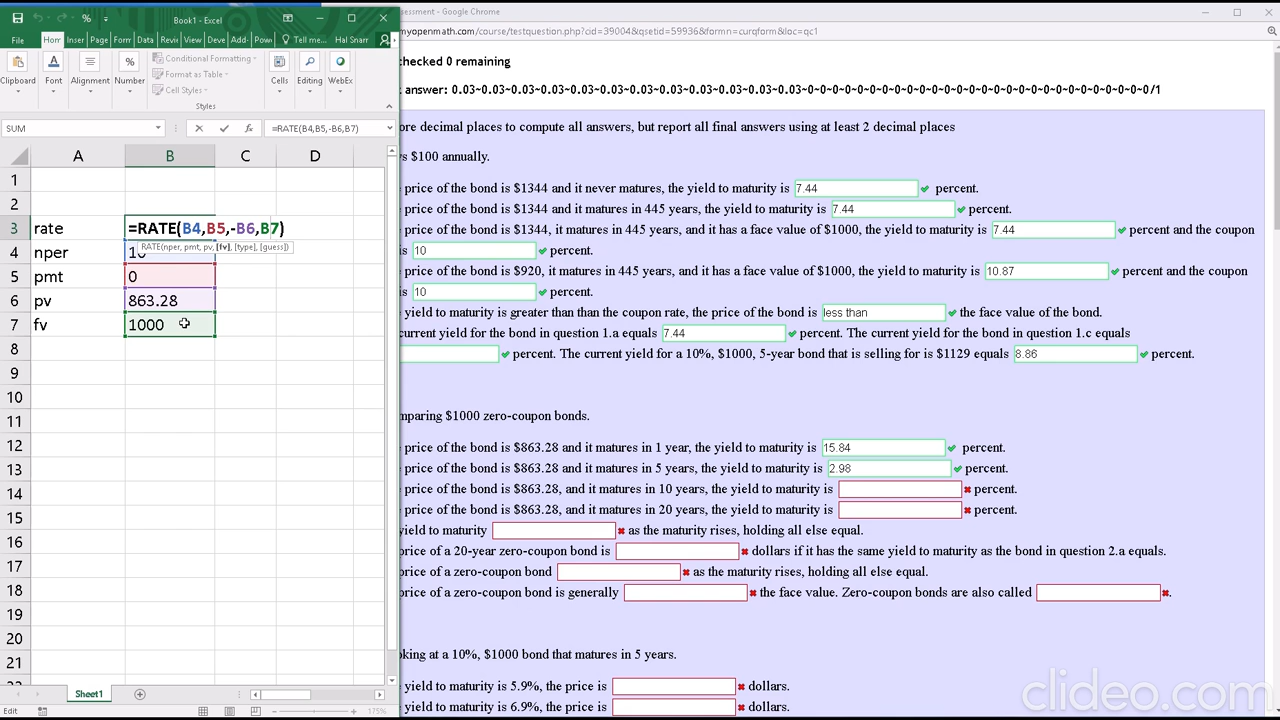 Book1 - Excel
File Hom Inser Page Form Data Revi View Deve Add- Pow Tell me... Hal Snarr
Clipboard Font Alignment Number
Conditional Formatting
Format as Table
Cell Styles
Styles
Cells Editing WebEx
SUM =RATE(B4,B5,-B6,B7)
A B C D
1
2
3 rate =RATE(B4,B5,-B6,B7)
RATE(nper, pmt, pv, [fv], [type], [guess])
4 nper 10
5 pmt 0
6 pv 863.28
7 fv 1000
8
9
10
11
12
13
14
15
16
17
18
19
20
21
Sheet1
Edit 175%
sessment - Google Chrome
myopenmath.com/course/testquestion.php?cid=39004&qsetid=59936&formn=curqform&loc=qc1
checked 0 remaining
answer: 0.03~0.03~0.03~0.03~0.03~0.03~0.03~0.03~0.03~0.03~0.03~0.03~0~0~0~0~0~0~0~0~0~0~0~0~0~0~0~0~0~0~0~0~0/1
ore decimal places to compute all answers, but report all final answers using at least 2 decimal places
s $100 annually.
price of the bond is $1344 and it never matures, the yield to maturity is 7.44 percent.
price of the bond is $1344 and it matures in 445 years, the yield to maturity is 7.44 percent.
price of the bond is $1344, it matures in 445 years, and it has a face value of $1000, the yield to maturity is 7.44 percent and the coupon
is 10 percent.
price of the bond is $920, it matures in 445 years, and it has a face value of $1000, the yield to maturity is 10.87 percent and the coupon
is 10 percent.
yield to maturity is greater than than the coupon rate, the price of the bond is less than the face value of the bond.
current yield for the bond in question 1.a equals 7.44 percent. The current yield for the bond in question 1.c equals
percent. The current yield for a 10%, $1000, 5-year bond that is selling for is $1129 equals 8.86 percent.
mparing $1000 zero-coupon bonds.
price of the bond is $863.28 and it matures in 1 year, the yield to maturity is 15.84 percent.
price of the bond is $863.28 and it matures in 5 years, the yield to maturity is 2.98 percent.
price of the bond is $863.28, and it matures in 10 years, the yield to maturity is percent.
price of the bond is $863.28, and it matures in 20 years, the yield to maturity is percent.
yield to maturity as the maturity rises, holding all else equal.
price of a 20-year zero-coupon bond is dollars if it has the same yield to maturity as the bond in question 2.a equals.
price of a zero-coupon bond as the maturity rises, holding all else equal.
price of a zero-coupon bond is generally the face value. Zero-coupon bonds are also called .
king at a 10%, $1000 bond that matures in 5 years.
yield to maturity is 5.9%, the price is dollars.
yield to maturity is 6.9%, the price is dollars.
clideo.com